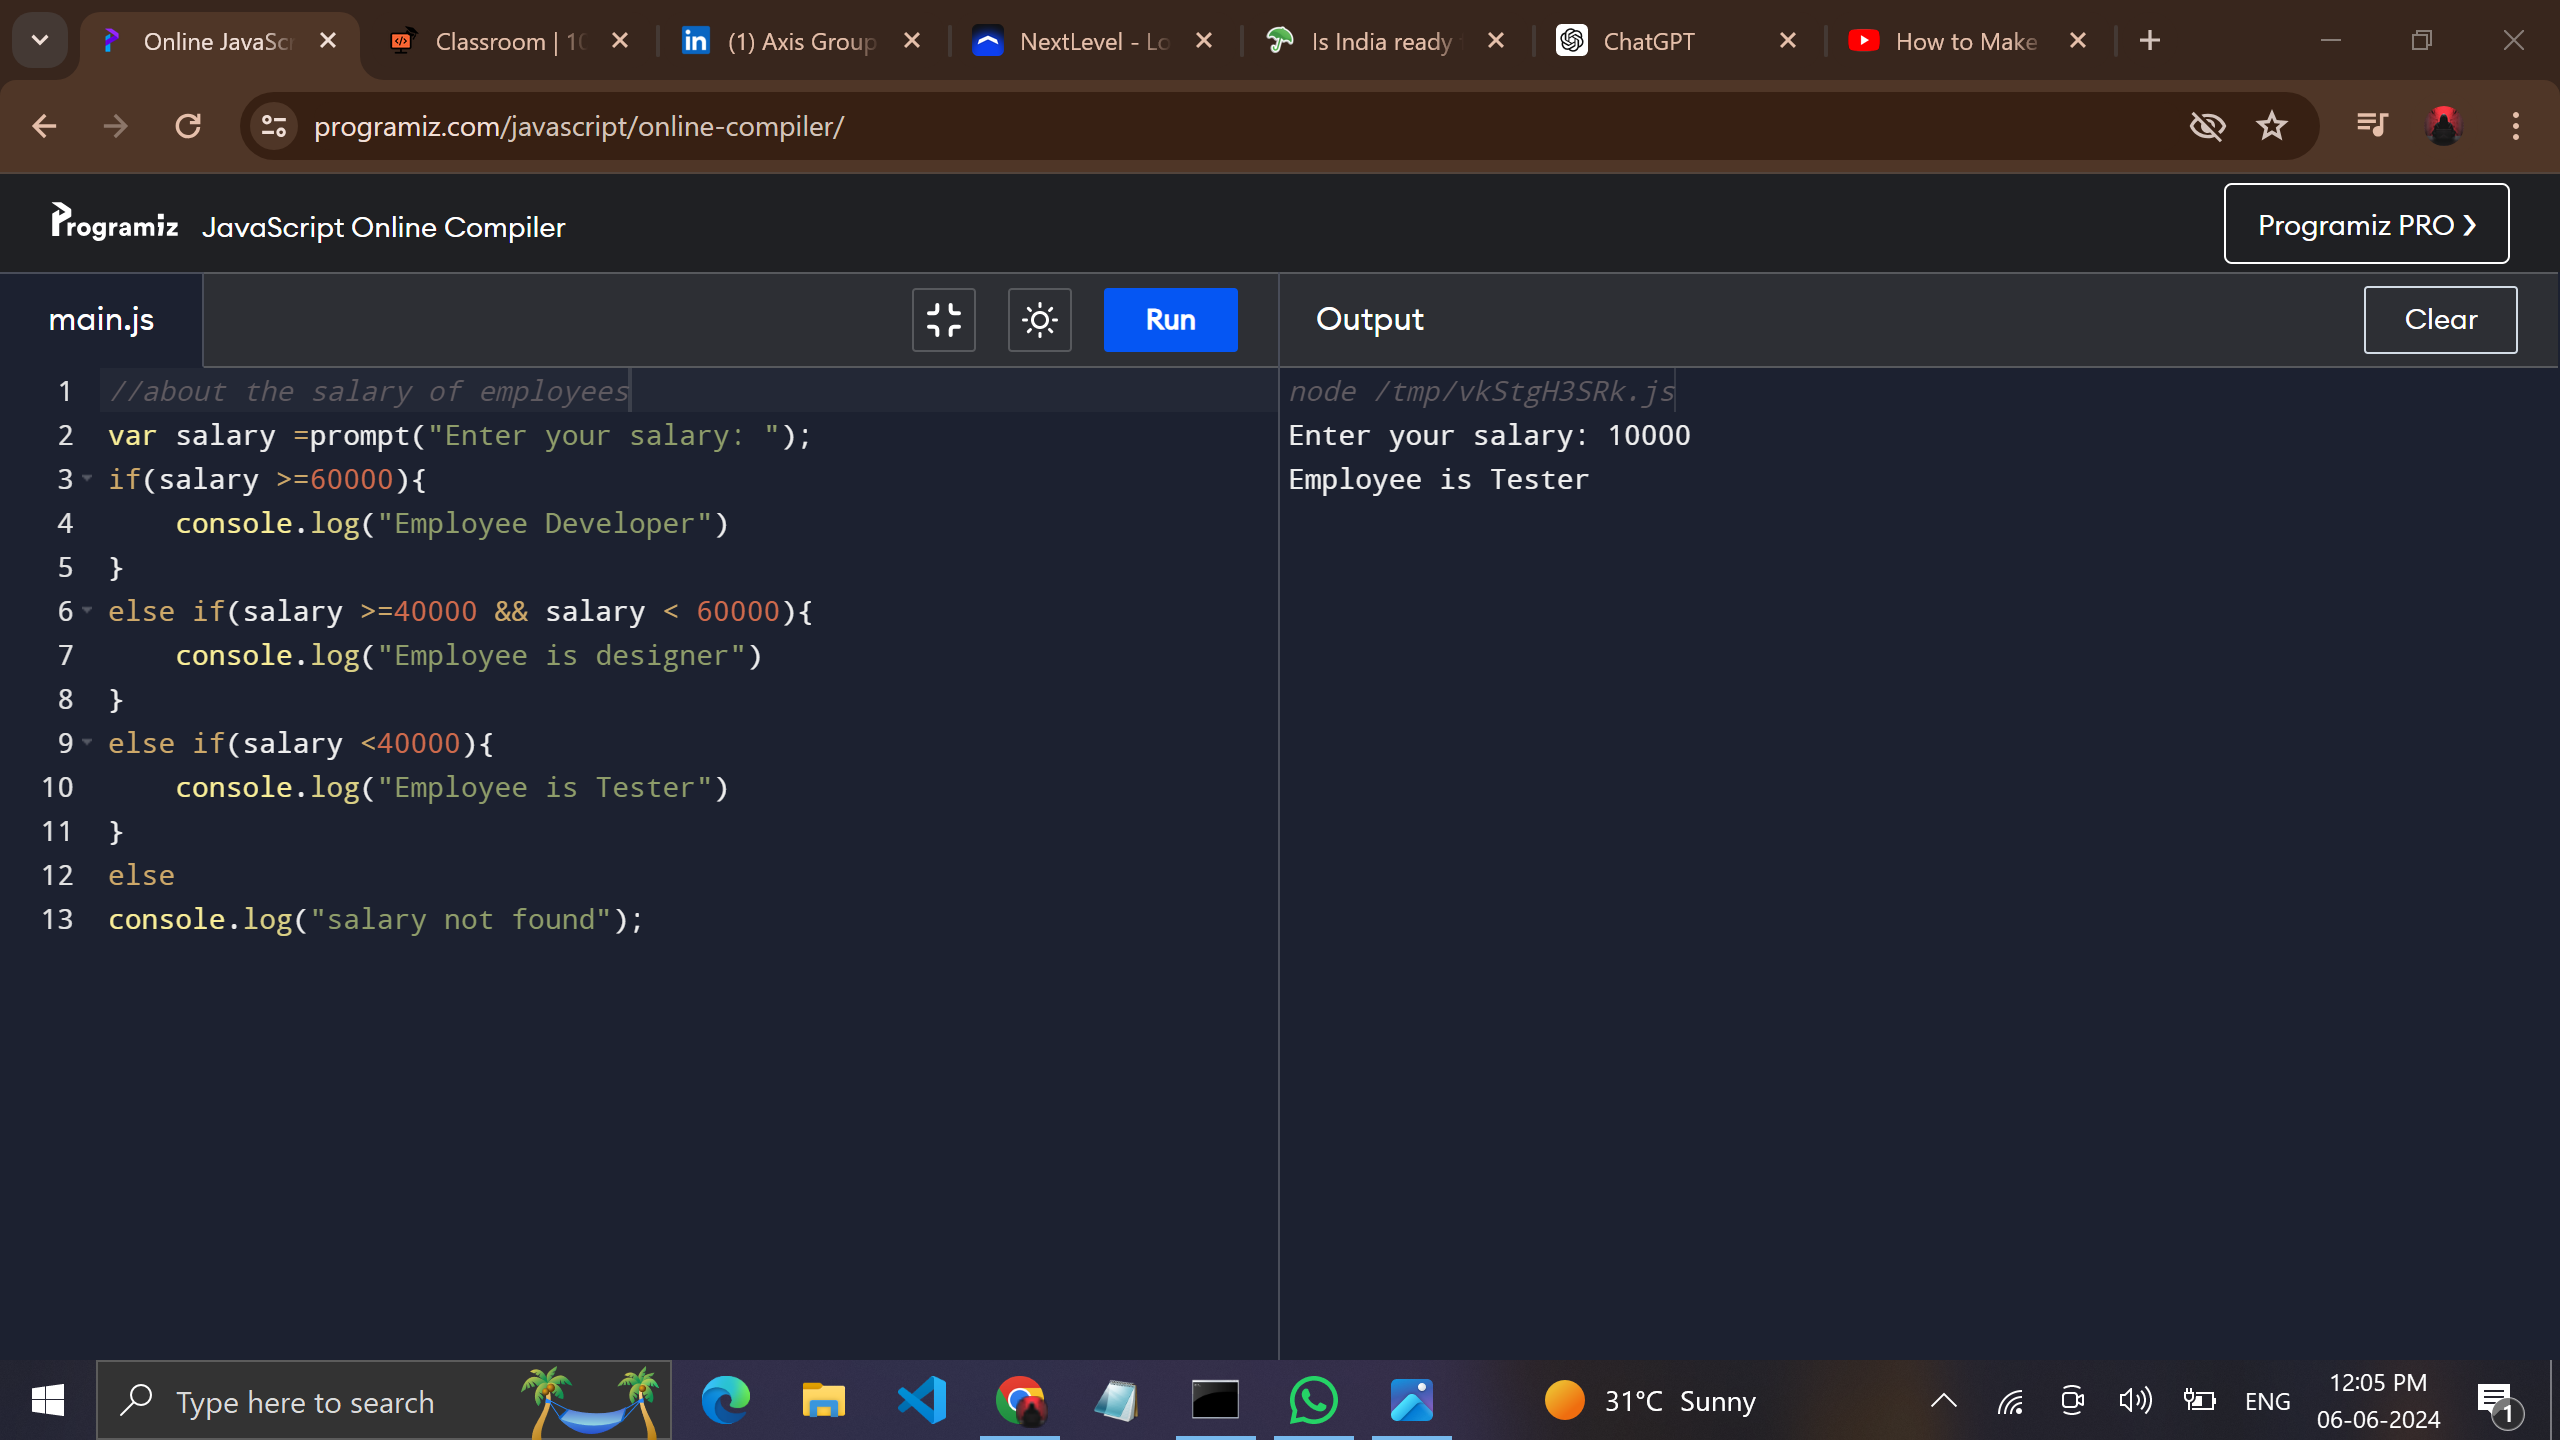 Online JavaScr
Classroom | 10
(1) Axis Group
NextLevel - Lo
Is India ready
ChatGPT
How to Make
programiz.com/javascript/online-compiler/
Programiz JavaScript Online Compiler
Programiz PRO ❯
main.js
Run
Output
Clear
1 //about the salary of employees
2 var salary =prompt("Enter your salary: ");
3 if(salary >=60000){
4     console.log("Employee Developer")
5 }
6 else if(salary >=40000 && salary < 60000){
7     console.log("Employee is designer")
8 }
9 else if(salary <40000){
10     console.log("Employee is Tester")
11 }
12 else
13 console.log("salary not found");
node /tmp/vkStgH3SRk.js
Enter your salary: 10000
Employee is Tester
Type here to search
31°C Sunny
ENG
12:05 PM
06-06-2024
1